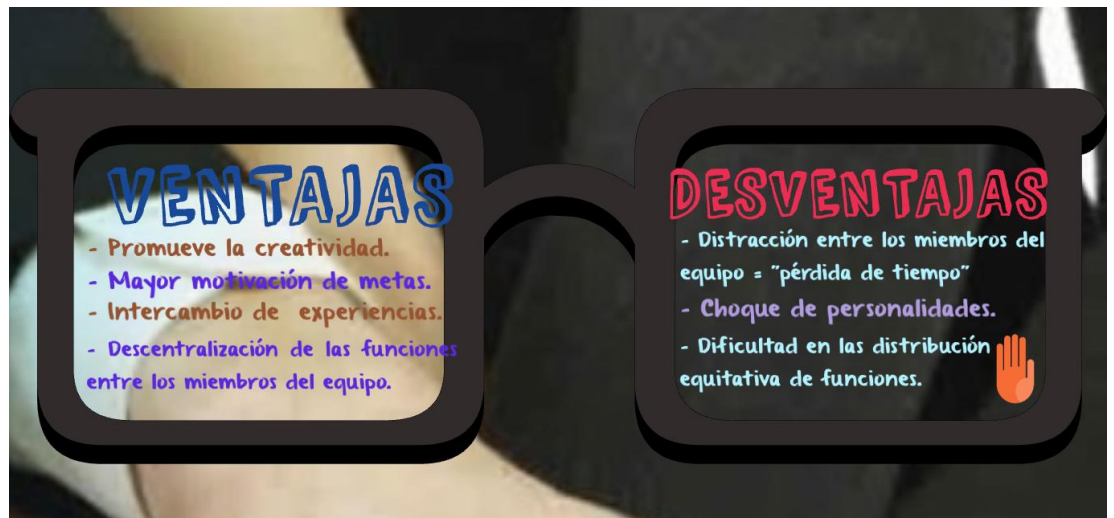 VENTAJAS
- Promueve la creatividad.
- Mayor motivación de metas.
- Intercambio de experiencias.
- Descentralización de las funciones
entre los miembros del equipo.
DESVENTAJAS
- Distracción entre los miembros del
equipo = "pérdida de tiempo"
- Choque de personalidades.
- Dificultad en las distribución
equitativa de funciones.